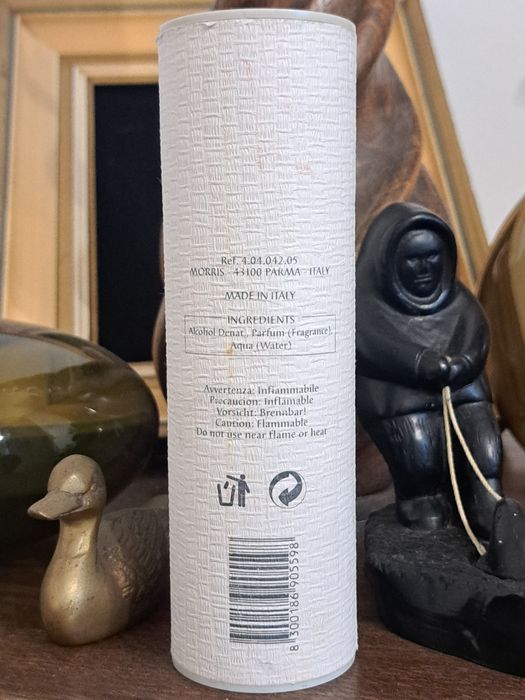 Ref. 4.04.042.05
MORRIS - 43100 PARMA - ITALY
MADE IN ITALY
INGREDIENTS
Alcohol Denat., Parfum (Fragrance)
Aqua (Water)
Avvertenza: Infiammabile
Precaucion: Inflamable
Vorsicht: Brennbar!
Caution: Flammable
Do not use near flame or heat
8 300186 905598